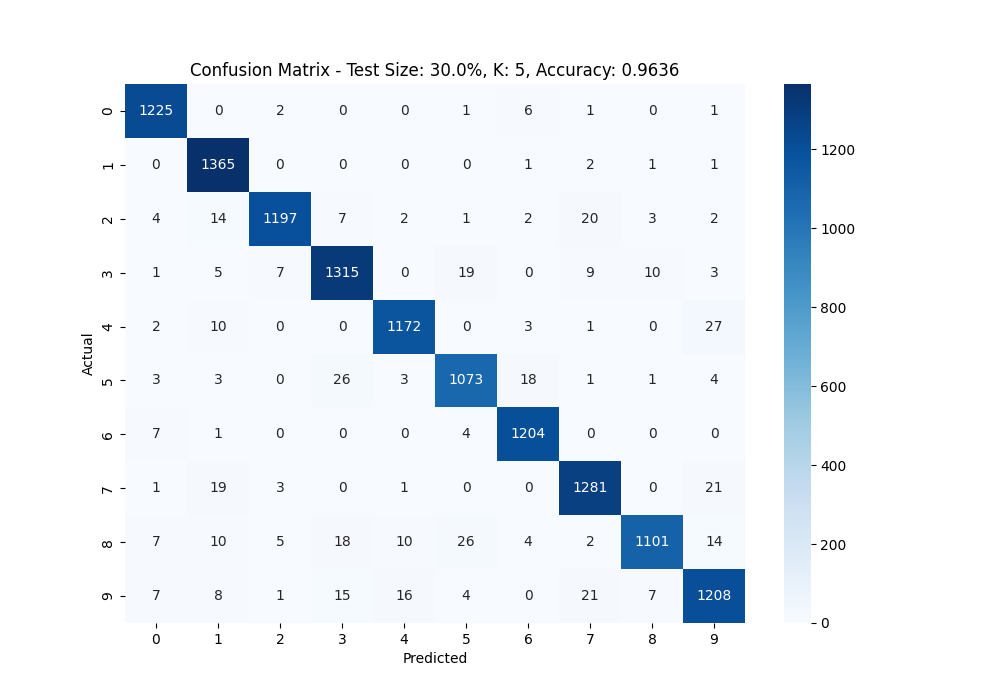 Confusion Matrix - Test Size: 30.0%, K: 5, Accuracy: 0.9636
0 1225 0 2 0 0 1 6 1 0 1
1 0 1365 0 0 0 0 1 2 1 1
2 4 14 1197 7 2 1 2 20 3 2
3 1 5 7 1315 0 19 0 9 10 3
4 2 10 0 0 1172 0 3 1 0 27
5 3 3 0 26 3 1073 18 1 1 4
6 7 1 0 0 0 4 1204 0 0 0
7 1 19 3 0 1 0 0 1281 0 21
8 7 10 5 18 10 26 4 2 1101 14
9 7 8 1 15 16 4 0 21 7 1208
0 1 2 3 4 5 6 7 8 9
Predicted
Actual
1200
1000
800
600
400
200
0